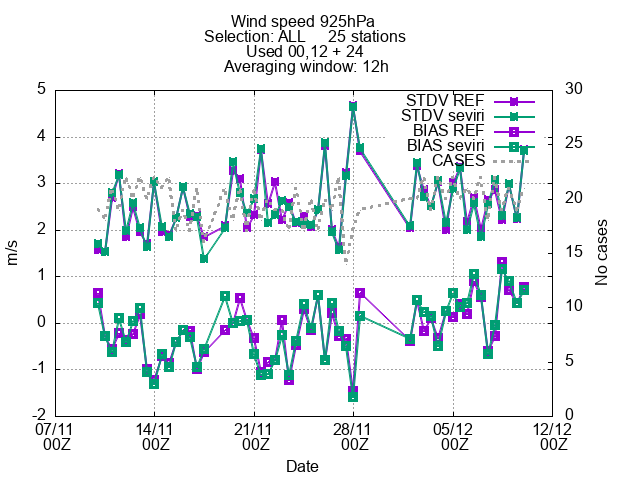 Wind speed 925hPa
Selection: ALL     25 stations
Used 00,12 + 24
Averaging window: 12h
5
4
3
2
1
0
-1
-2
m/s
30
25
20
15
10
5
0
No cases
STDV REF
STDV seviri
BIAS REF
BIAS seviri
CASES
07/11 14/11 21/11 28/11 05/12 12/12
00Z 00Z 00Z 00Z 00Z 00Z
Date